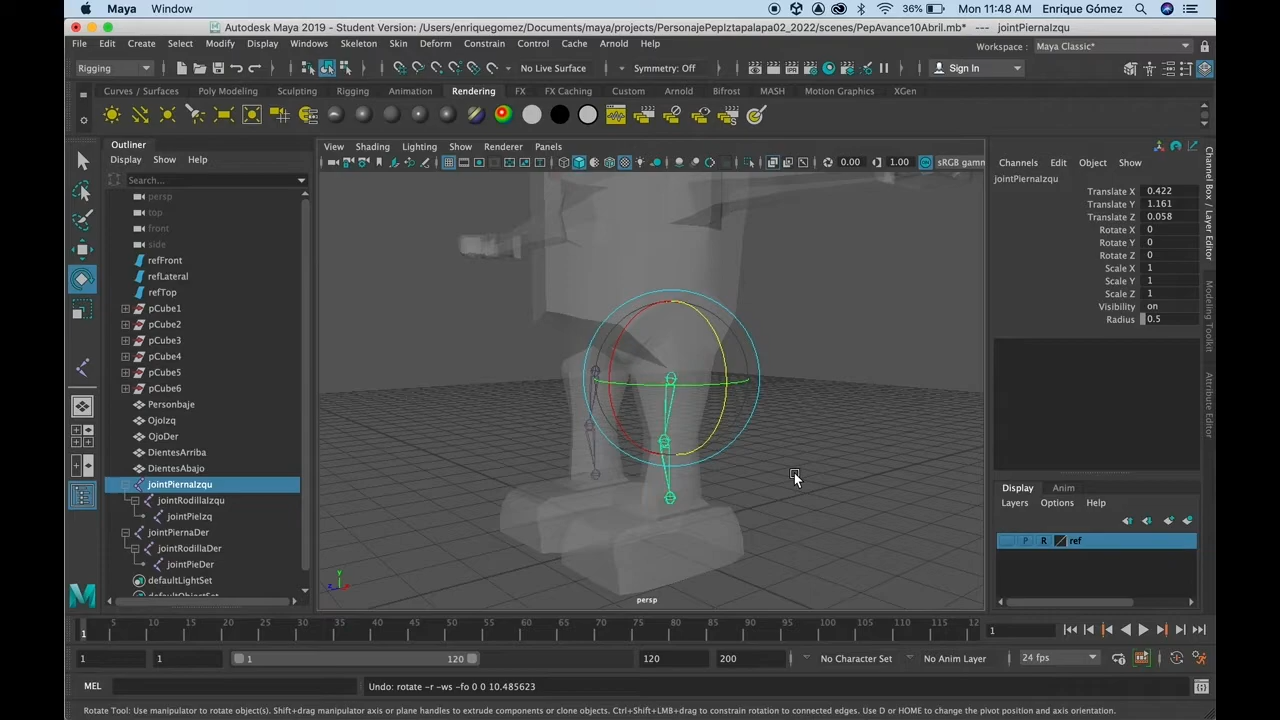 Maya Window 36% Mon 11:48 AM Enrique Gómez
Autodesk Maya 2019 - Student Version: /Users/enriquegomez/Documents/maya/projects/PersonajePepIztapalapa02_2022/scenes/PepAvance10Abril.mb* --- jointPiernaIzqu
File Edit Create Select Modify Display Windows Skeleton Skin Deform Constrain Control Cache Arnold Help
Workspace : Maya Classic*
Rigging No Live Surface Symmetry: Off Sign In
Curves / Surfaces Poly Modeling Sculpting Rigging Animation Rendering FX FX Caching Custom Arnold Bifrost MASH Motion Graphics XGen
Outliner
Display Show Help
Search...
persp
top
front
side
refFront
refLateral
refTop
pCube1
pCube2
pCube3
pCube4
pCube5
pCube6
Personbaje
OjoIzq
OjoDer
DientesArriba
DientesAbajo
jointPiernaIzqu
jointRodillaIzqu
jointPieIzq
jointPiernaDer
jointRodillaDer
jointPieDer
defaultLightSet
defaultObjectSet
View Shading Lighting Show Renderer Panels
0.00 1.00 sRGB gamm
persp
Channels Edit Object Show
jointPiernaIzqu
Translate X 0.422
Translate Y 1.161
Translate Z 0.058
Rotate X 0
Rotate Y 0
Rotate Z 0
Scale X 1
Scale Y 1
Scale Z 1
Visibility on
Radius 0.5
Display Anim
Layers Options Help
P R ref
Channel Box / Layer Editor
Modeling Toolkit
Attribute Editor
1 5 10 15 20 25 30 35 40 45 50 55 60 65 70 75 80 85 90 95 100 105 110 115 12
1
1 1 1 120 120 200 No Character Set No Anim Layer 24 fps
MEL Undo: rotate -r -ws -fo 0 0 10.485623
Rotate Tool: Use manipulator to rotate object(s). Shift+drag manipulator axis or plane handles to extrude components or clone objects. Ctrl+Shift+LMB+drag to constrain rotation to connected edges. Use D or HOME to change the pivot position and axis orientation.